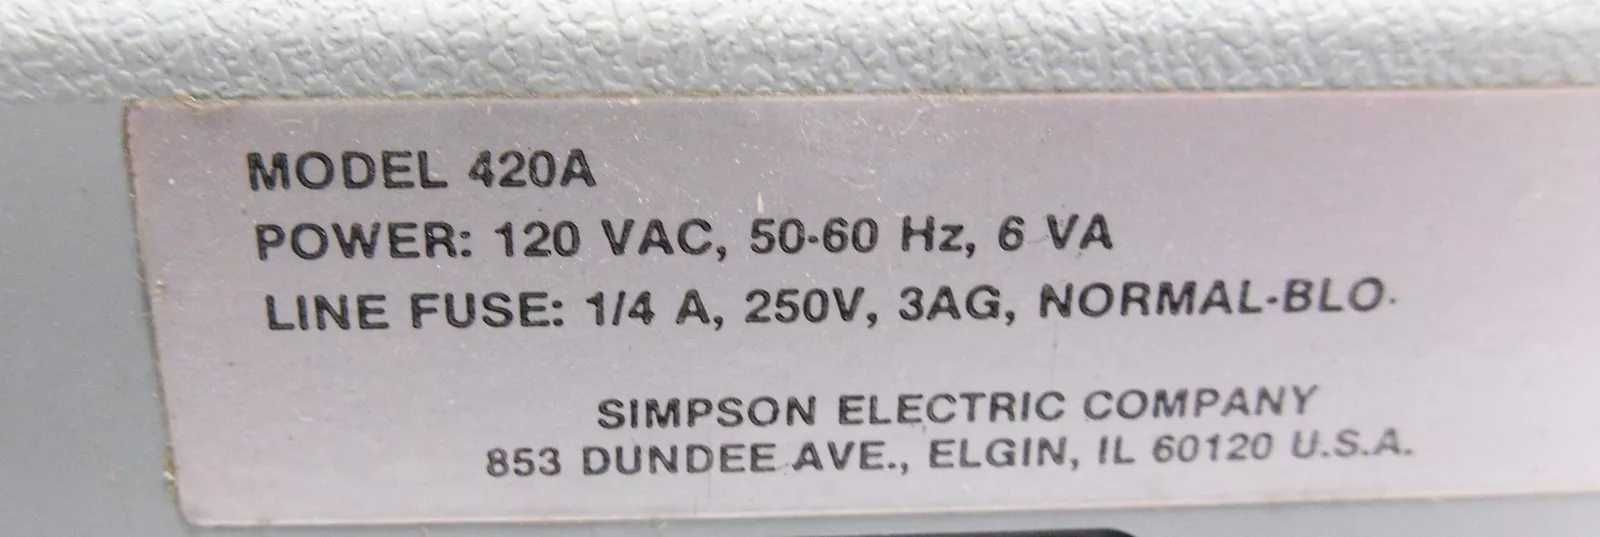 MODEL 420A
POWER: 120 VAC, 50-60 Hz, 6 VA
LINE FUSE: 1/4 A, 250V, 3AG, NORMAL-BLO.
SIMPSON ELECTRIC COMPANY
853 DUNDEE AVE., ELGIN, IL 60120 U.S.A.